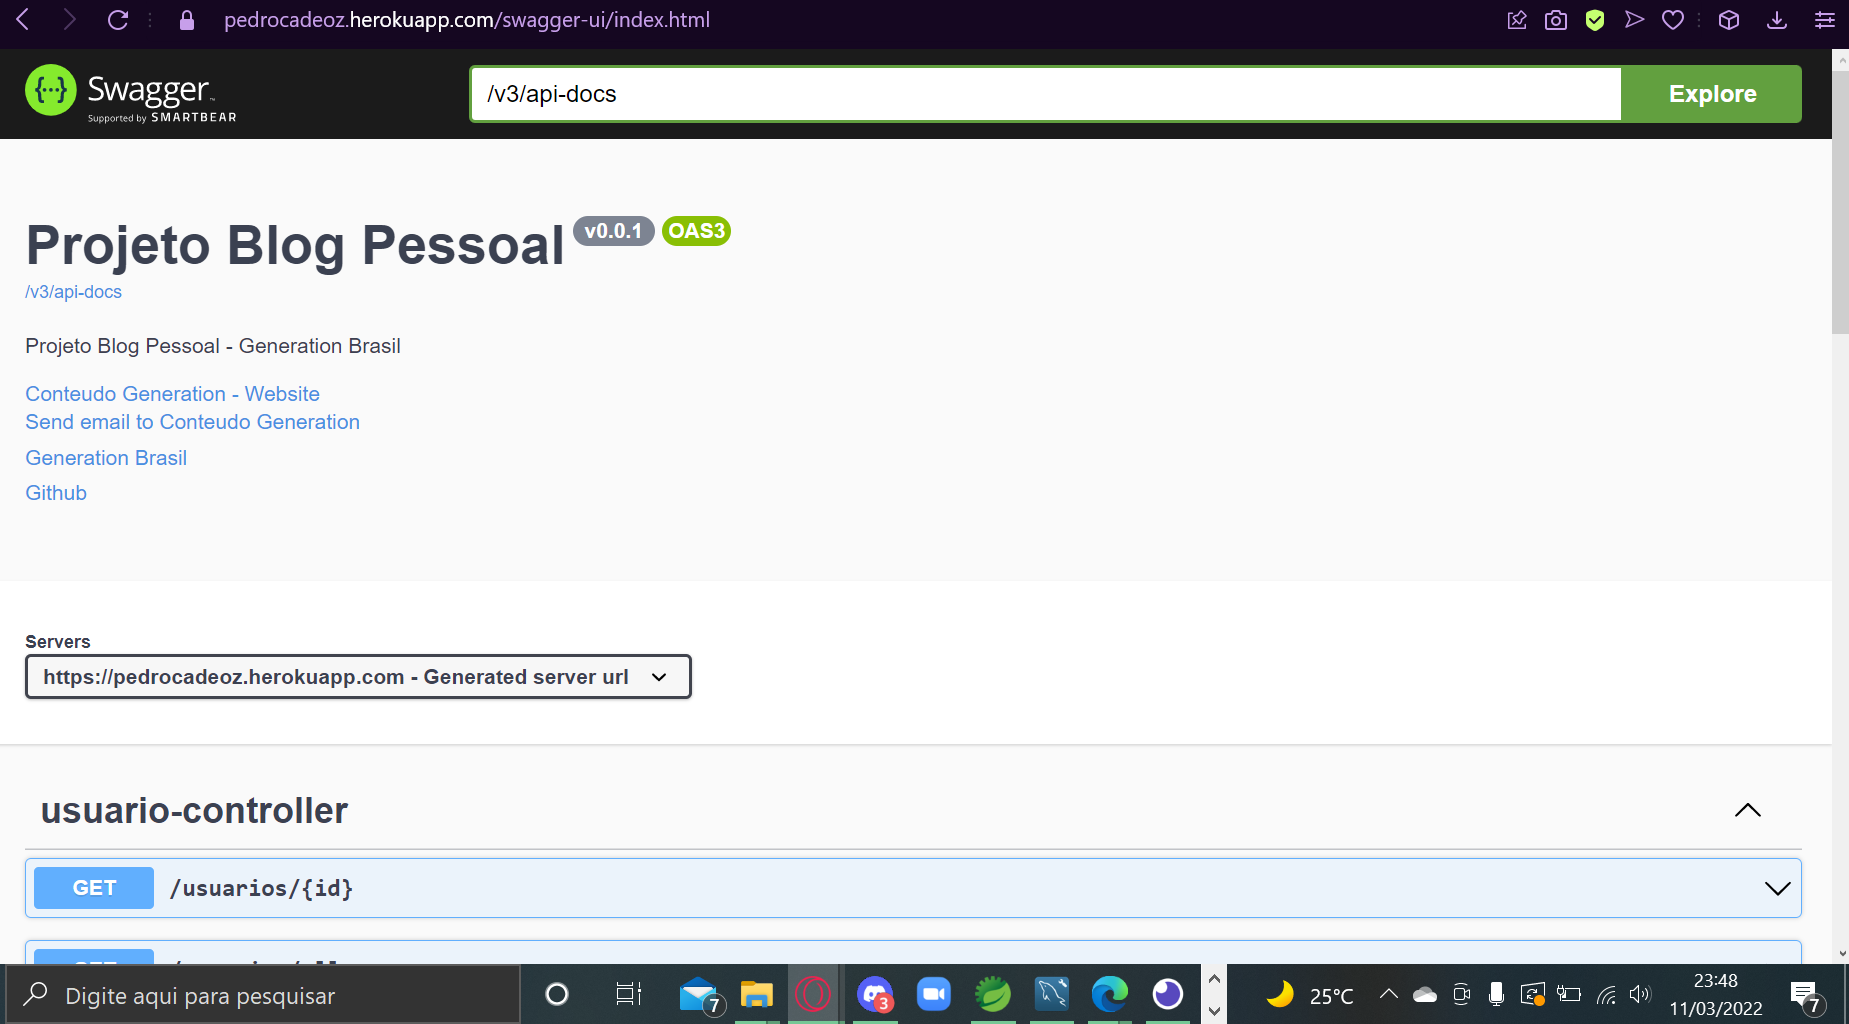 pedrocadeoz.herokuapp.com/swagger-ui/index.html
Swagger
Supported by SMARTBEAR
/v3/api-docs
Explore
Projeto Blog Pessoal v0.0.1 OAS3
/v3/api-docs
Projeto Blog Pessoal - Generation Brasil
Conteudo Generation - Website
Send email to Conteudo Generation
Generation Brasil
Github
Servers
https://pedrocadeoz.herokuapp.com - Generated server url
usuario-controller
GET /usuarios/{id}
GET
Digite aqui para pesquisar
7
3
25°C
23:48
11/03/2022
7